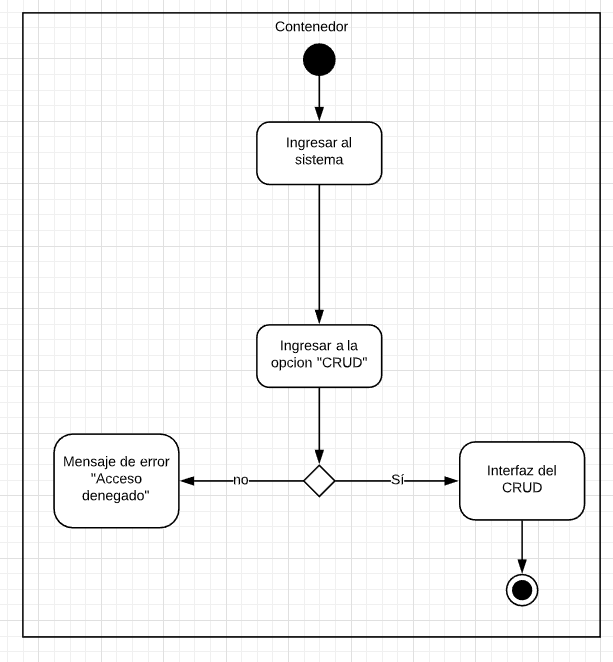 Contenedor
Ingresar al
sistema
Ingresar a la
opcion "CRUD"
Mensaje de error
"Acceso
denegado"
no
Sí
Interfaz del
CRUD